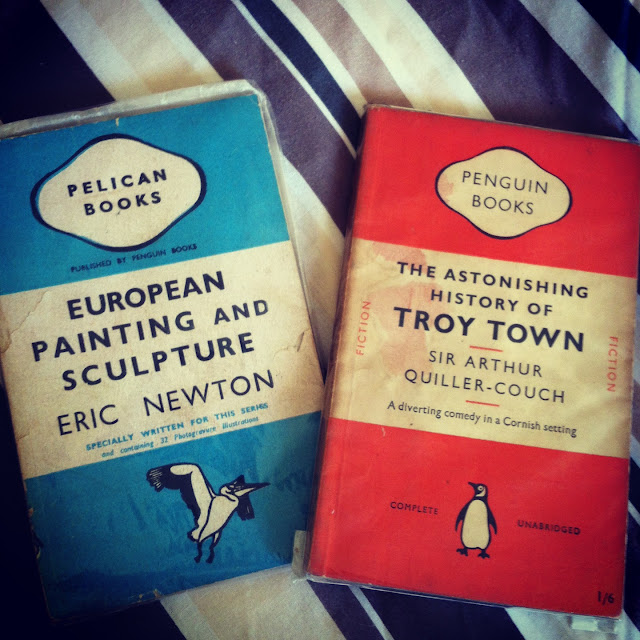 PELICAN
BOOKS
PUBLISHED BY PENGUIN BOOKS
EUROPEAN
PAINTING AND
SCULPTURE
ERIC NEWTON
SPECIALLY WRITTEN FOR THIS SERIES
and containing 32 Photogravure Illustrations
PENGUIN
BOOKS
THE ASTONISHING
HISTORY OF
TROY TOWN
SIR ARTHUR
QUILLER-COUCH
A diverting comedy in a Cornish setting
FICTION
FICTION
COMPLETE
UNABRIDGED
1/6